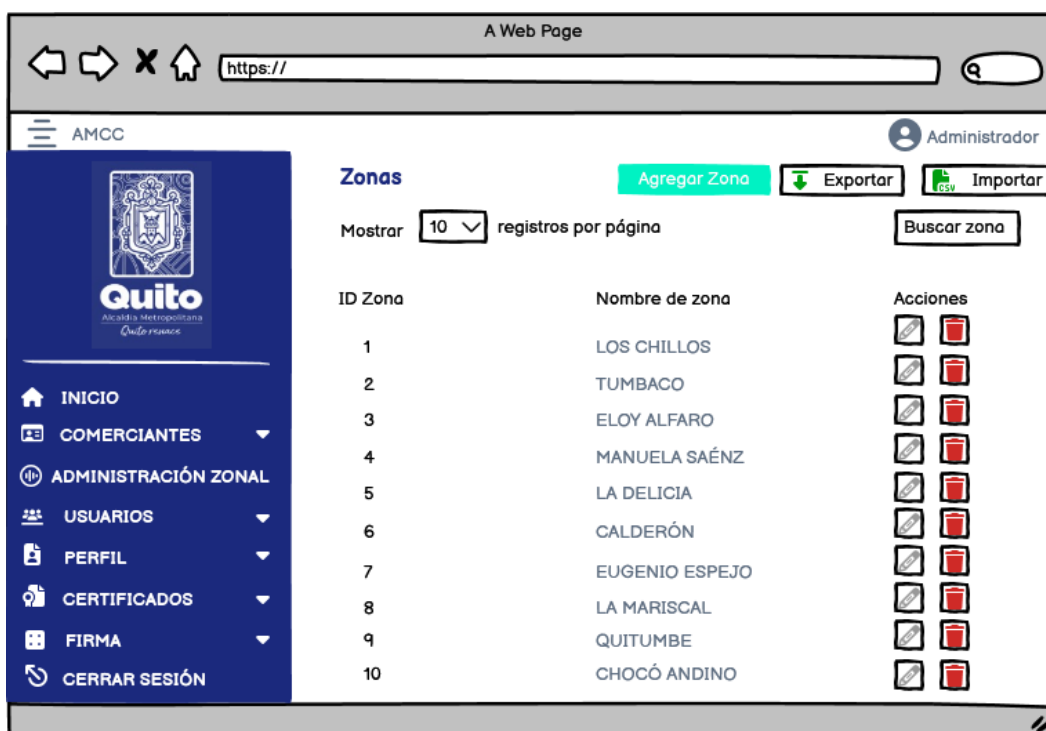 A Web Page
https://
AMCC
Administrador
Quito
Alcaldía Metropolitana
Quito renace
INICIO
COMERCIANTES
ADMINISTRACIÓN ZONAL
USUARIOS
PERFIL
CERTIFICADOS
FIRMA
CERRAR SESIÓN
Zonas
Agregar Zona
Exportar
CSV Importar
Mostrar 10 registros por página
Buscar zona
ID Zona Nombre de zona Acciones
1 LOS CHILLOS
2 TUMBACO
3 ELOY ALFARO
4 MANUELA SAÉNZ
5 LA DELICIA
6 CALDERÓN
7 EUGENIO ESPEJO
8 LA MARISCAL
9 QUITUMBE
10 CHOCÓ ANDINO